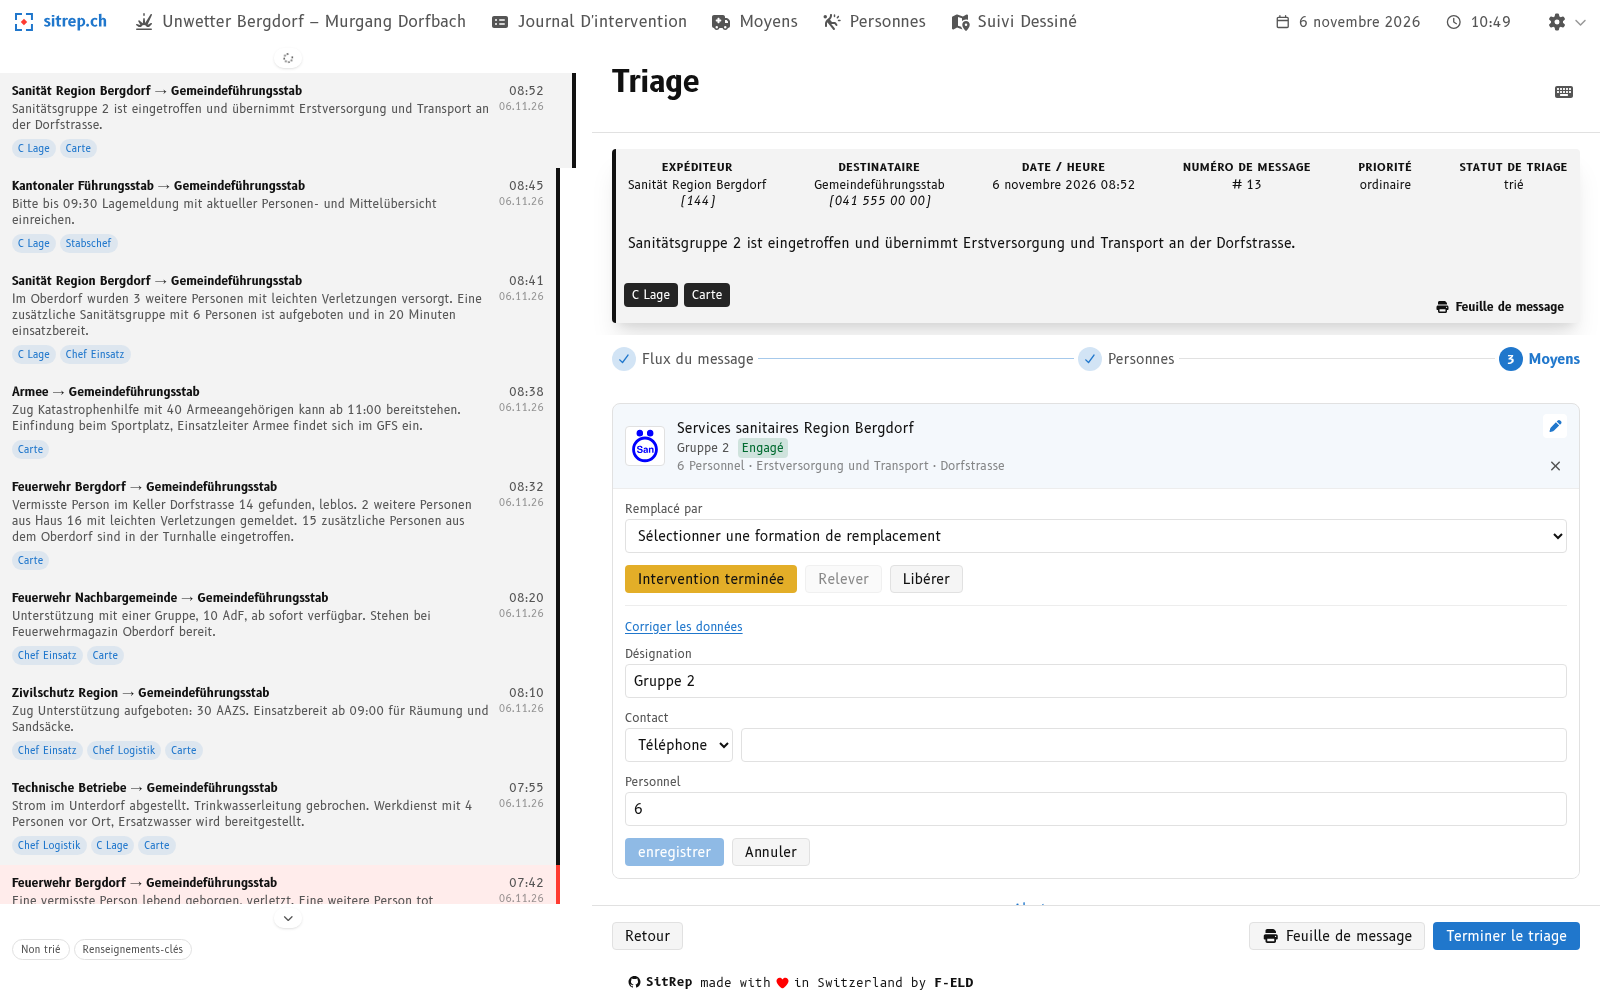 sitrep.ch
Unwetter Bergdorf – Murgang Dorfbach
Journal D'intervention
Moyens
Personnes
Suivi Dessiné
6 novembre 2026
10:49
Sanität Region Bergdorf → Gemeindeführungsstab
08:52
Sanitätsgruppe 2 ist eingetroffen und übernimmt Erstversorgung und Transport an
06.11.26
der Dorfstrasse.
C Lage
Carte
Kantonaler Führungsstab → Gemeindeführungsstab
08:45
Bitte bis 09:30 Lagemeldung mit aktueller Personen- und Mittelübersicht
06.11.26
einreichen.
C Lage
Stabschef
Sanität Region Bergdorf → Gemeindeführungsstab
08:41
Im Oberdorf wurden 3 weitere Personen mit leichten Verletzungen versorgt. Eine
06.11.26
zusätzliche Sanitätsgruppe mit 6 Personen ist aufgeboten und in 20 Minuten
einsatzbereit.
C Lage
Chef Einsatz
Armee → Gemeindeführungsstab
08:38
Zug Katastrophenhilfe mit 40 Armeeangehörigen kann ab 11:00 bereitstehen.
06.11.26
Einfindung beim Sportplatz, Einsatzleiter Armee findet sich im GFS ein.
Carte
Feuerwehr Bergdorf → Gemeindeführungsstab
08:32
Vermisste Person im Keller Dorfstrasse 14 gefunden, leblos. 2 weitere Personen
06.11.26
aus Haus 16 mit leichten Verletzungen gemeldet. 15 zusätzliche Personen aus
dem Oberdorf sind in der Turnhalle eingetroffen.
Carte
Feuerwehr Nachbargemeinde → Gemeindeführungsstab
08:20
Unterstützung mit einer Gruppe, 10 AdF, ab sofort verfügbar. Stehen bei
06.11.26
Feuerwehrmagazin Oberdorf bereit.
Chef Einsatz
Carte
Zivilschutz Region → Gemeindeführungsstab
08:10
Zug Unterstützung aufgeboten: 30 AAZS. Einsatzbereit ab 09:00 für Räumung und
06.11.26
Sandsäcke.
Chef Einsatz
Chef Logistik
Carte
Technische Betriebe → Gemeindeführungsstab
07:55
Strom im Unterdorf abgestellt. Trinkwasserleitung gebrochen. Werkdienst mit 4
06.11.26
Personen vor Ort, Ersatzwasser wird bereitgestellt.
Chef Logistik
C Lage
Carte
Feuerwehr Bergdorf → Gemeindeführungsstab
07:42
Eine vermisste Person lebend geborgen, verletzt. Eine weitere Person tot
06.11.26
Non trié
Renseignements-clés
Triage
EXPÉDITEUR
DESTINATAIRE
DATE / HEURE
NUMÉRO DE MESSAGE
PRIORITÉ
STATUT DE TRIAGE
Sanität Region Bergdorf
Gemeindeführungsstab
6 novembre 2026 08:52
# 13
ordinaire
trié
[144]
[041 555 00 00]
Sanitätsgruppe 2 ist eingetroffen und übernimmt Erstversorgung und Transport an der Dorfstrasse.
C Lage
Carte
Feuille de message
Flux du message
Personnes
3
Moyens
San
Services sanitaires Region Bergdorf
Gruppe 2
Engagé
6 Personnel · Erstversorgung und Transport · Dorfstrasse
Remplacé par
Sélectionner une formation de remplacement
Intervention terminée
Relever
Libérer
Corriger les données
Désignation
Gruppe 2
Contact
Téléphone
Personnel
6
enregistrer
Annuler
Retour
Feuille de message
Terminer le triage
SitRep made with
in Switzerland by F-ELD